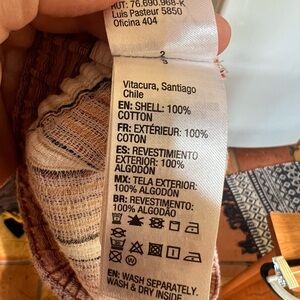 RUT: 76.690.968-K
Luis Pasteur 5850
Oficina 404
Vitacura, Santiago
Chile
EN: SHELL: 100%
COTTON
FR: EXTÉRIEUR: 100%
COTON
ES: REVESTIMIENTO
EXTERIOR: 100%
ALGODÓN
MX: TELA EXTERIOR:
100% ALGODÓN
BR: REVESTIMENTO:
100% ALGODÃO
EN: WASH SEPARATELY.
WASH & DRY INSIDE